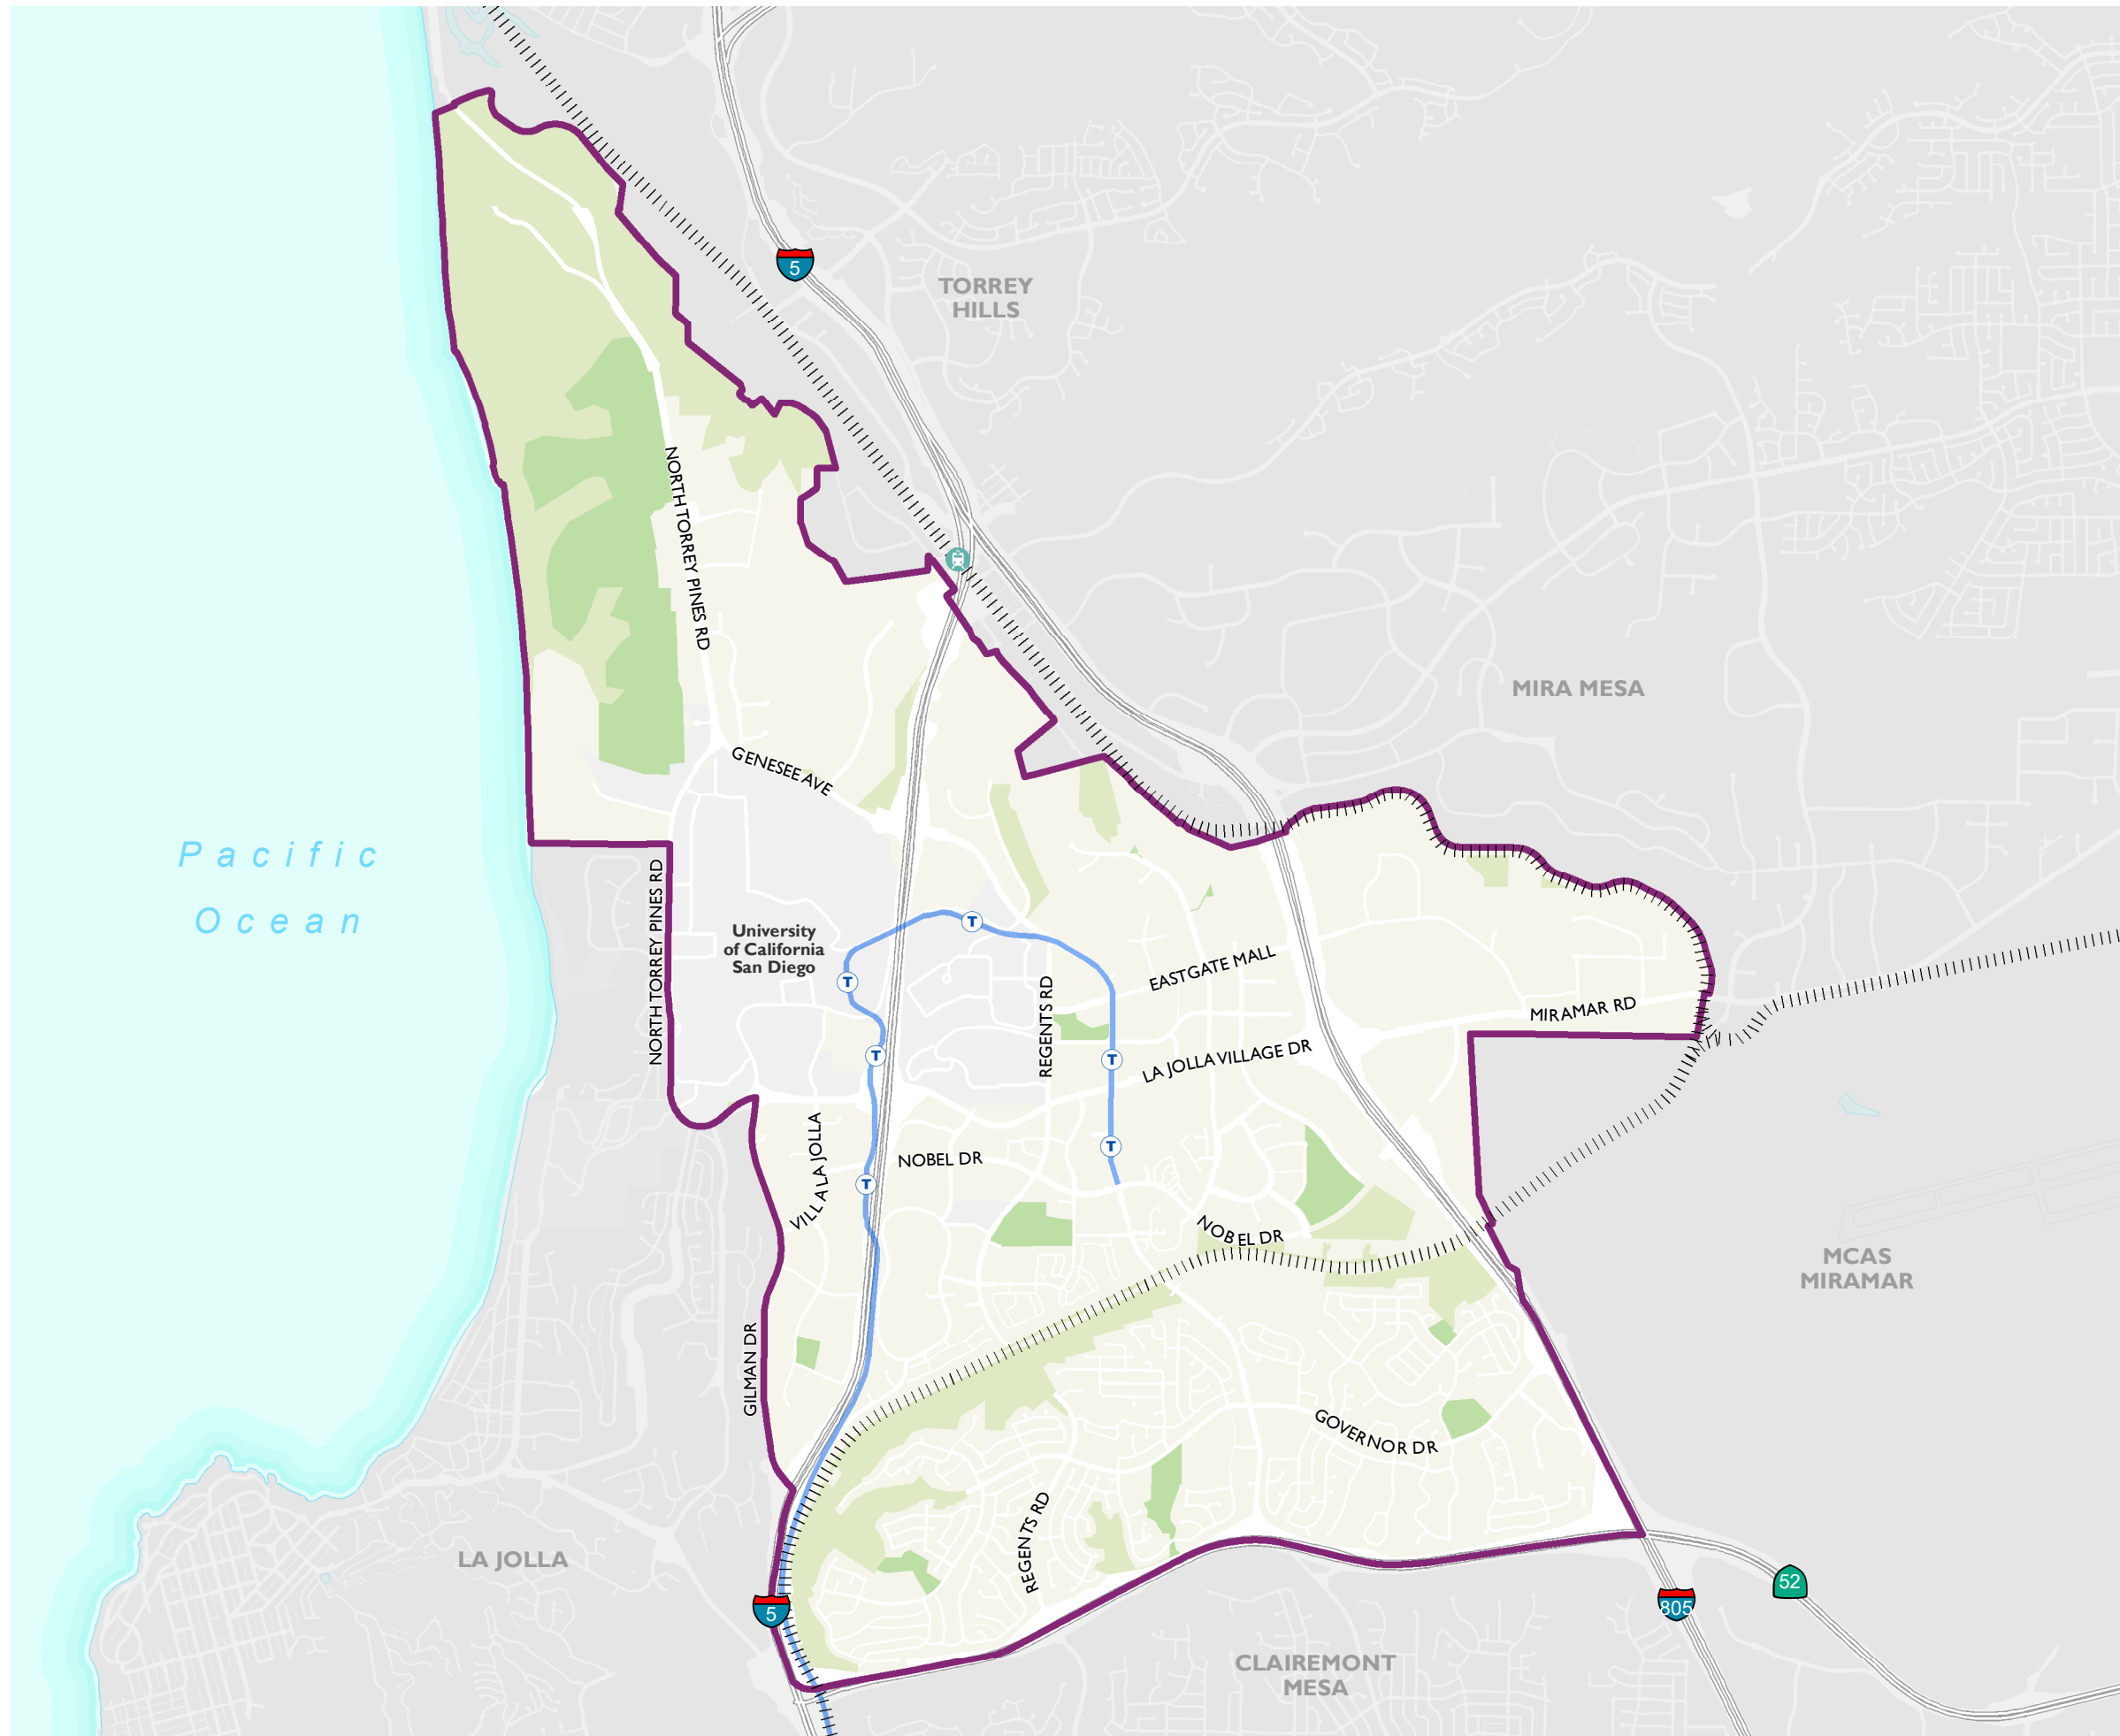 5
TORREY
HILLS
NORTH TORREY PINES RD
MIRA MESA
GENESEE AVE
Pacific
Ocean
NORTH TORREY PINES RD
University
of California
San Diego
T
T
T
T
T
T
EASTGATE MALL
REGENTS RD
MIRAMAR RD
LA JOLLA VILLAGE DR
VILLA LA JOLLA
NOBEL DR
NOBEL DR
MCAS
MIRAMAR
GILMAN DR
GOVERNOR DR
REGENTS RD
LA JOLLA
5
52
805
CLAIREMONT
MESA